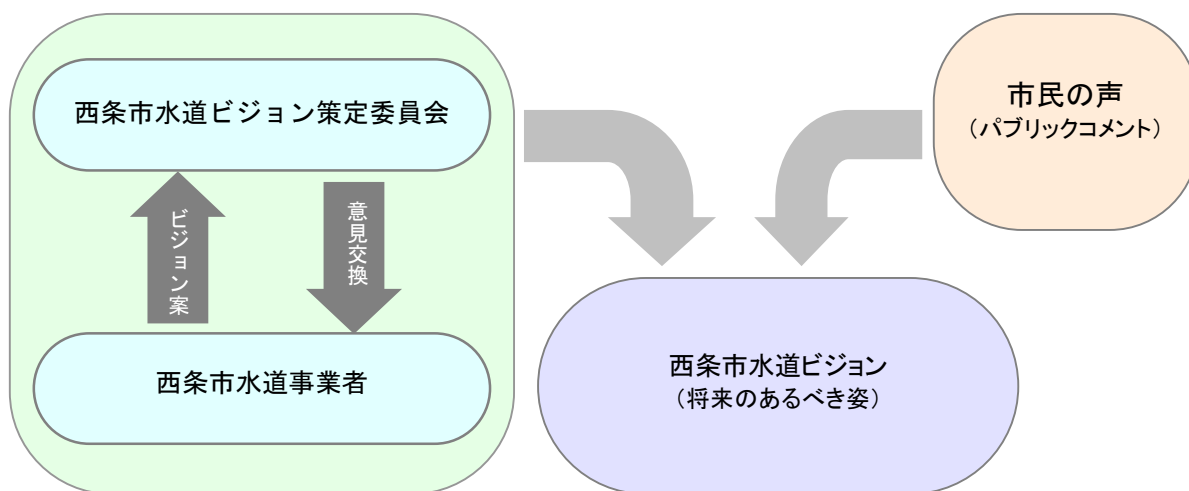 西条市水道ビジョン策定委員会
市民の声
（パブリックコメント）
ビジョン案
意見交換
西条市水道事業者
西条市水道ビジョン
（将来のあるべき姿）